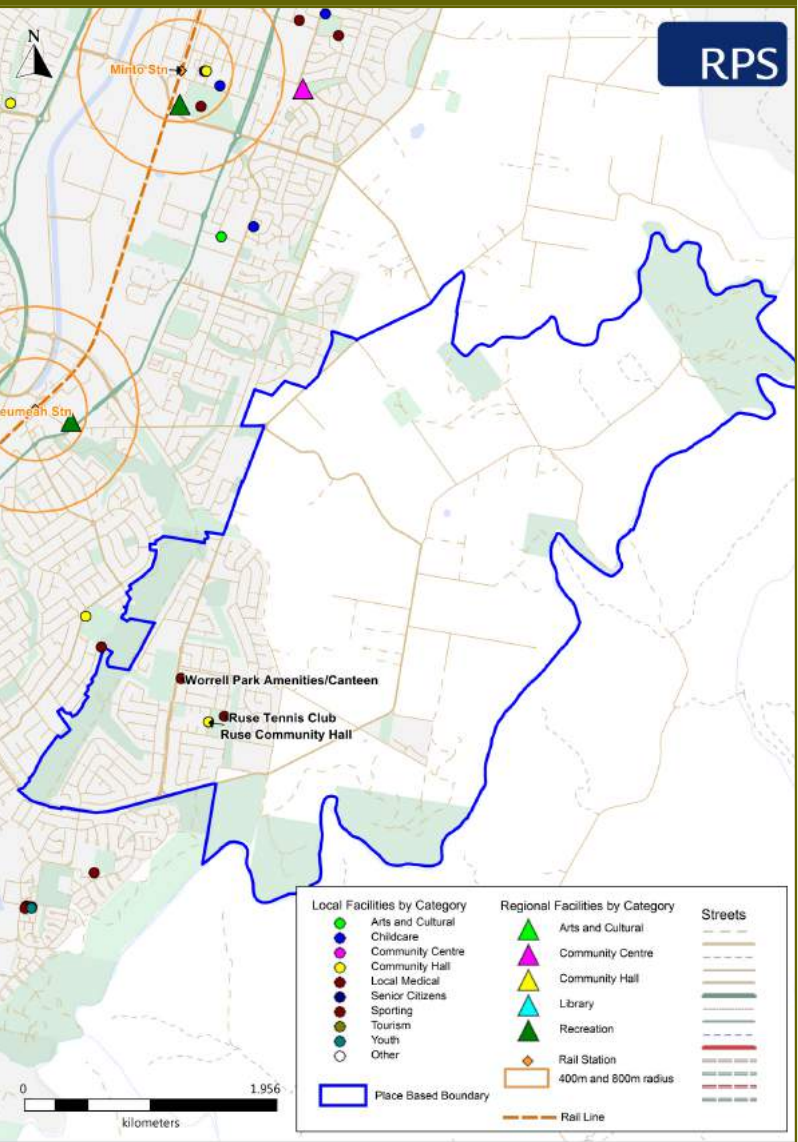 N
RPS
Minto Stn
eumeah Stn
Worrell Park Amenities/Canteen
Ruse Tennis Club
Ruse Community Hall
Local Facilities by Category
Arts and Cultural
Childcare
Community Centre
Community Hall
Local Medical
Senior Citizens
Sporting
Tourism
Youth
Other
Place Based Boundary
Regional Facilities by Category
Arts and Cultural
Community Centre
Community Hall
Library
Recreation
Rail Station
400m and 800m radius
Rail Line
Streets
0
1.956
kilometers